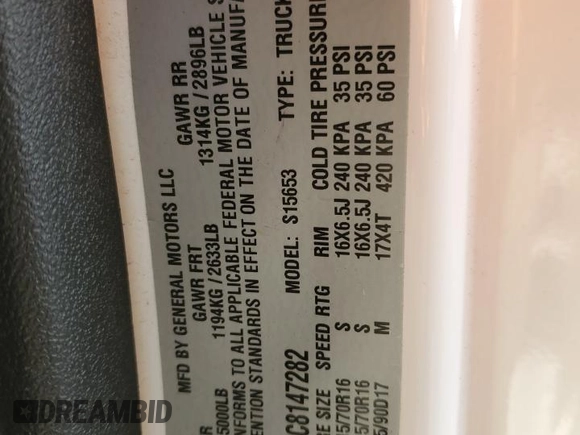 MFD BY GENERAL MOTORS LLC
GAWR FRT GAWR RR
5000LB 1194KG / 2633LB 1314KG / 2896LB
TO ALL APPLICABLE FEDERAL MOTOR VEHICLE
STANDARDS IN EFFECT ON THE DATE OF
C8147282 MODEL: S15653 TYPE: TRUCK
SIZE SPEED RTG RIM COLD TIRE PRESSURE
5/70R16 S 16X6.5J 240 KPA 35 PSI
5/70R16 S 16X6.5J 240 KPA 35 PSI
5/90D17 M 17X4T 420 KPA 60 PSI
DREAMBID